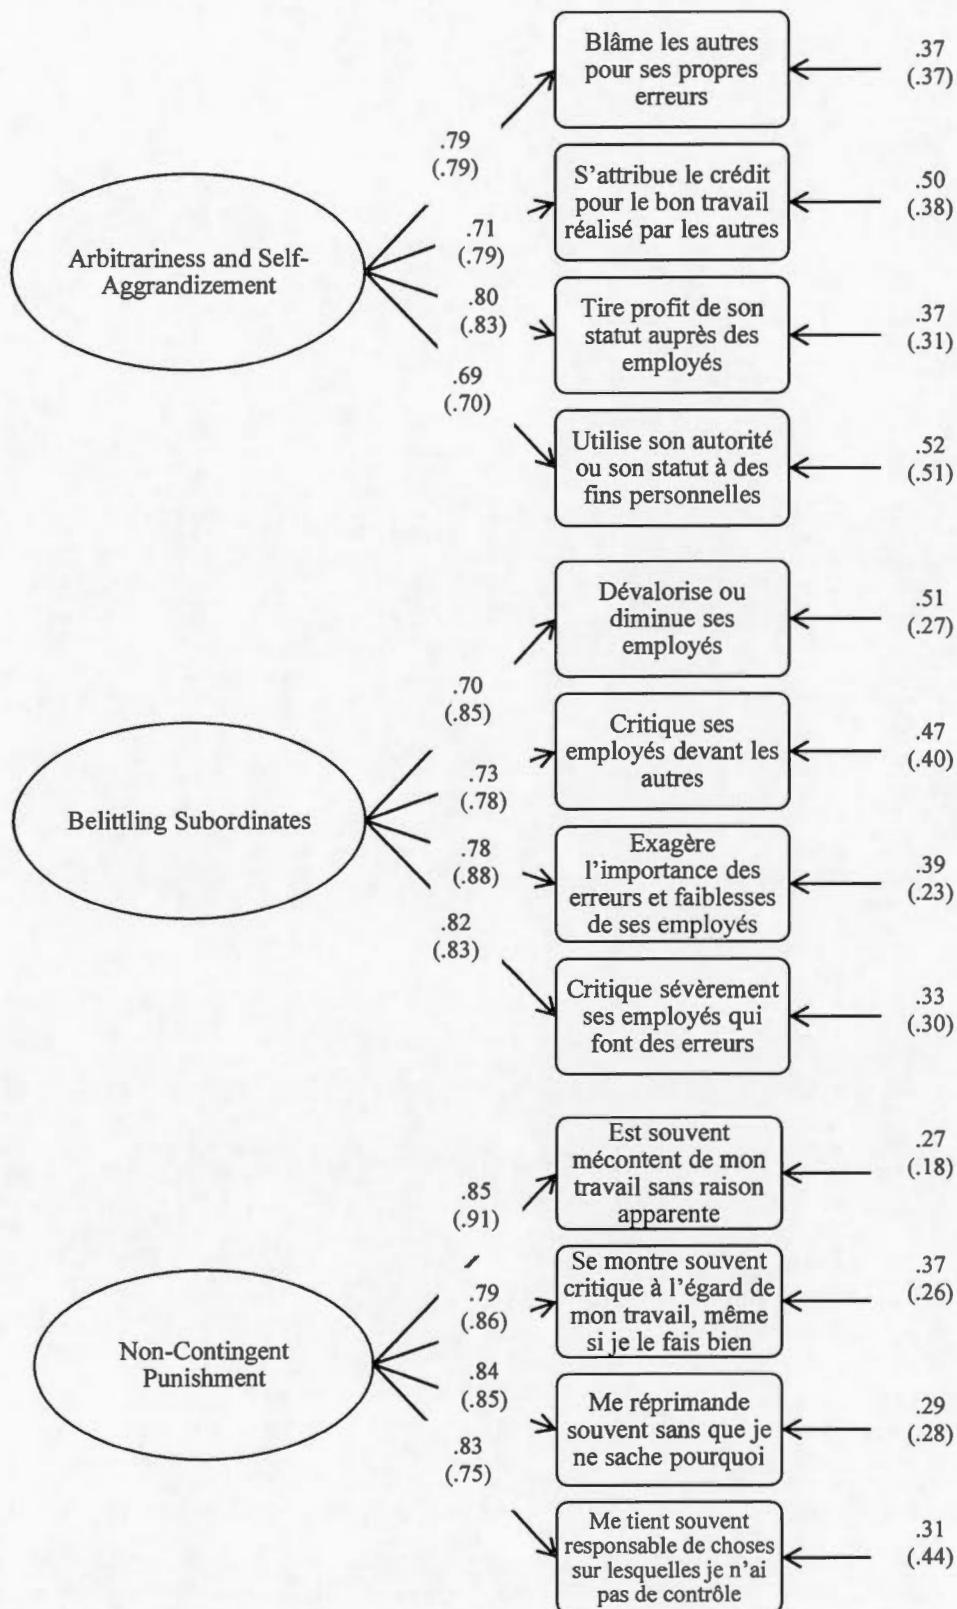 Arbitrariness and Self-
Aggrandizement
.79
(.79)
.71
(.79)
.80
(.83)
.69
(.70)
Blâme les autres
pour ses propres
erreurs
.37
(.37)
S'attribue le crédit
pour le bon travail
réalisé par les autres
.50
(.38)
Tire profit de son
statut auprès des
employés
.37
(.31)
Utilise son autorité
ou son statut à des
fins personnelles
.52
(.51)
Belittling Subordinates
.70
(.85)
.73
(.78)
.78
(.88)
.82
(.83)
Dévalorise ou
diminue ses
employés
.51
(.27)
Critique ses
employés devant les
autres
.47
(.40)
Exagère
l'importance des
erreurs et faiblesses
de ses employés
.39
(.23)
Critique sévèrement
ses employés qui
font des erreurs
.33
(.30)
Non-Contingent
Punishment
.85
(.91)
.79
(.86)
.84
(.85)
.83
(.75)
Est souvent
mécontent de mon
travail sans raison
apparente
.27
(.18)
Se montre souvent
critique à l'égard de
mon travail, même
si je le fais bien
.37
(.26)
Me réprimande
souvent sans que je
ne sache pourquoi
.29
(.28)
Me tient souvent
responsable de choses
sur lesquelles je n'ai
pas de contrôle
.31
(.44)